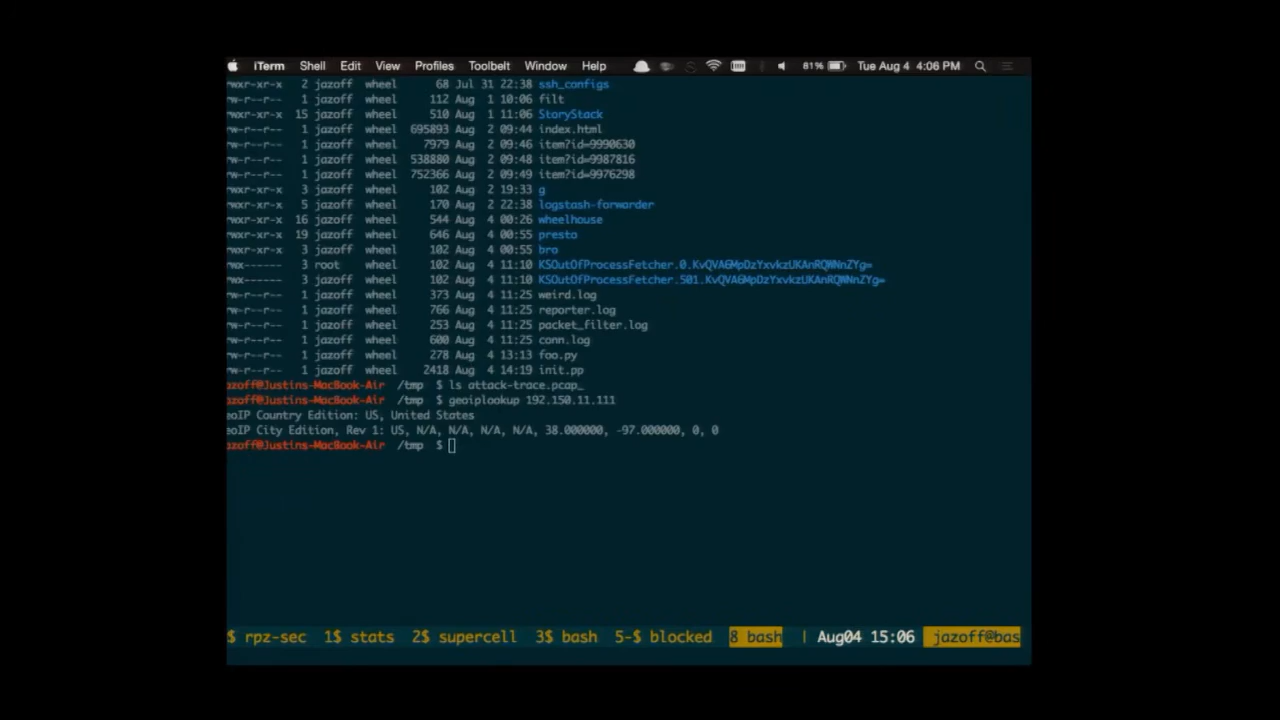 iTerm Shell Edit View Profiles Toolbelt Window Help 81% Tue Aug 4 4:06 PM
rwxr-xr-x 2 jazoff wheel 68 Jul 31 22:38 ssh_configs
rw-r--r-- 1 jazoff wheel 112 Aug 1 10:06 filt
rwxr-xr-x 15 jazoff wheel 510 Aug 1 11:06 StoryStack
rw-r--r-- 1 jazoff wheel 695893 Aug 2 09:44 index.html
rw-r--r-- 1 jazoff wheel 7979 Aug 2 09:46 item?id=9990630
rw-r--r-- 1 jazoff wheel 538880 Aug 2 09:48 item?id=9987816
rw-r--r-- 1 jazoff wheel 752366 Aug 2 09:49 item?id=9976298
rwxr-xr-x 3 jazoff wheel 102 Aug 2 19:33 g
rwxr-xr-x 5 jazoff wheel 170 Aug 2 22:38 logstash-forwarder
rwxr-xr-x 16 jazoff wheel 544 Aug 4 00:26 wheelhouse
rwxr-xr-x 19 jazoff wheel 646 Aug 4 00:55 presto
rwxr-xr-x 3 jazoff wheel 102 Aug 4 00:55 bro
rwx------ 3 root wheel 102 Aug 4 11:10
rwx------ 3 jazoff wheel 102 Aug 4 11:10
rw-r--r-- 1 jazoff wheel 373 Aug 4 11:25 weird.log
rw-r--r-- 1 jazoff wheel 766 Aug 4 11:25 reporter.log
rw-r--r-- 1 jazoff wheel 253 Aug 4 11:25 packet_filter.log
rw-r--r-- 1 jazoff wheel 600 Aug 4 11:25 conn.log
rw-r--r-- 1 jazoff wheel 278 Aug 4 13:13 foo.py
rw-r--r-- 1 jazoff wheel 2418 Aug 4 14:19 init.pp
azoff@Justins-MacBook-Air /tmp $ ls attack-trace.pcap_
azoff@Justins-MacBook-Air /tmp $ geoiplookup 192.150.11.111
eoIP Country Edition: US, United States
eoIP City Edition, Rev 1: US, N/A, N/A, N/A, N/A, 38.000000, -97.000000, 0, 0
azoff@Justins-MacBook-Air /tmp $
$ rpz-sec 1$ stats 2$ supercell 3$ bash 5-$ blocked 8 bash | Aug04 15:06 jazoff@bas